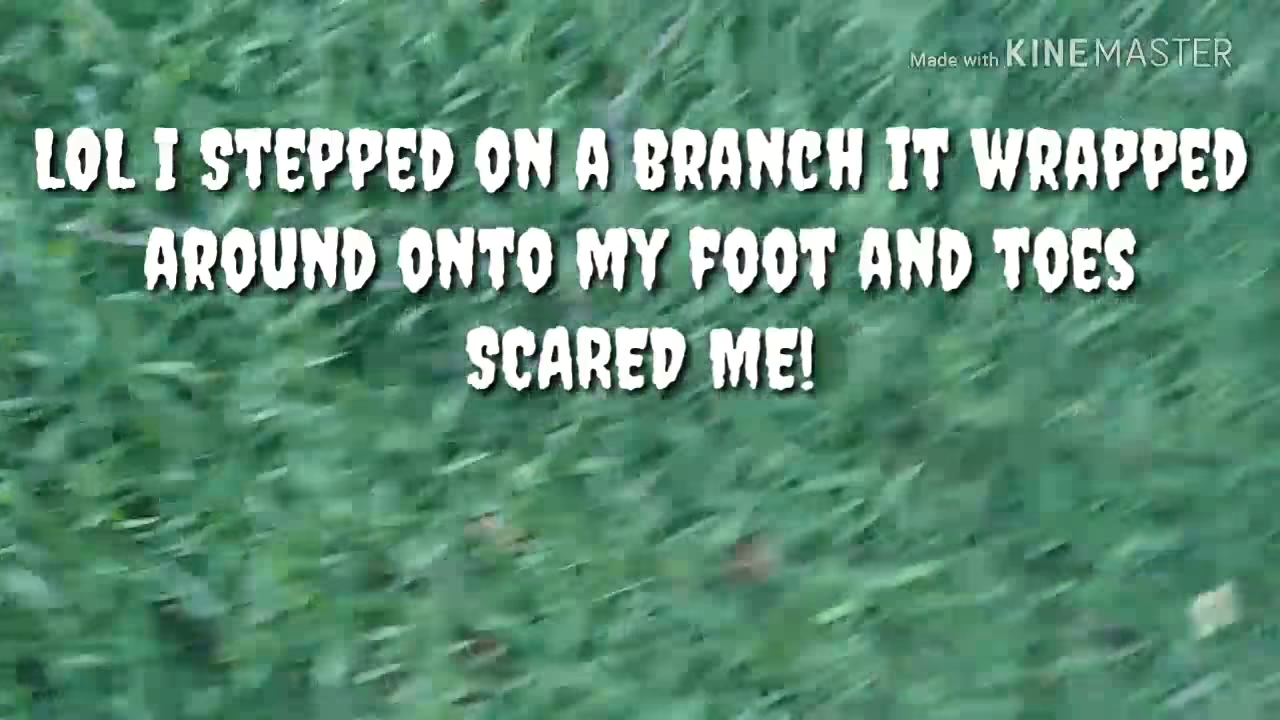 Made with KINEMASTER
LOL I STEPPED ON A BRANCH IT WRAPPED
AROUND ONTO MY FOOT AND TOES
SCARED ME!